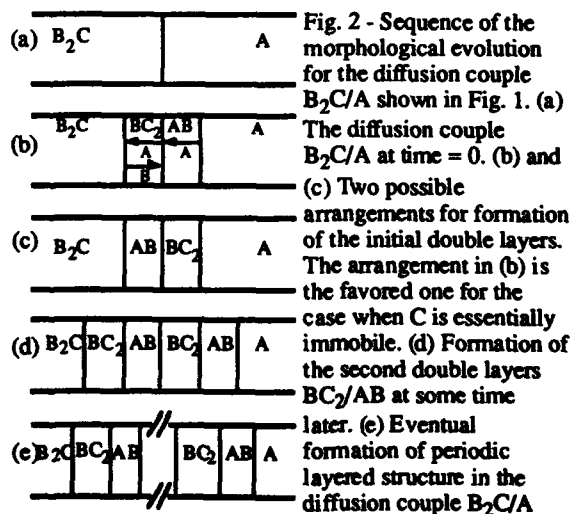 (a) B₂C A
(b) B₂C BC₂ AB A
A A
B
(c) B₂C AB BC₂ A
(d) B₂C BC₂ AB BC₂ AB A
(e) B₂C BC₂ AB BC₂ AB A
Fig. 2 - Sequence of the
morphological evolution
for the diffusion couple
B₂C/A shown in Fig. 1. (a)
The diffusion couple
B₂C/A at time = 0. (b) and
(c) Two possible
arrangements for formation
of the initial double layers.
The arrangement in (b) is
the favored one for the
case when C is essentially
immobile. (d) Formation of
the second double layers
BC₂/AB at some time
later. (e) Eventual
formation of periodic
layered structure in the
diffusion couple B₂C/A